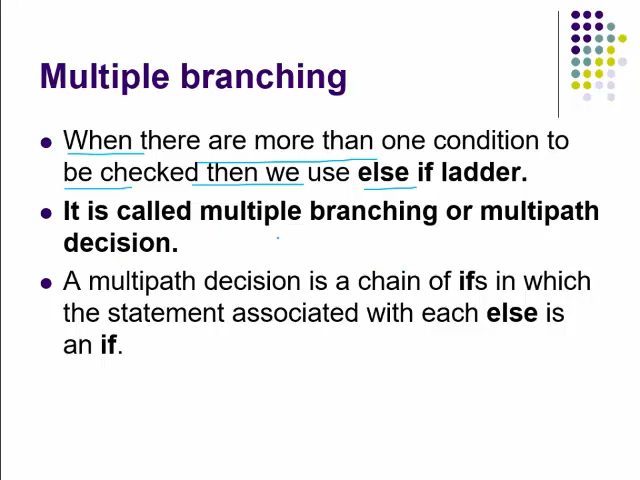 Multiple branching
● When there are more than one condition to
be checked then we use else if ladder.
● It is called multiple branching or multipath
decision.
● A multipath decision is a chain of ifs in which
the statement associated with each else is
an if.